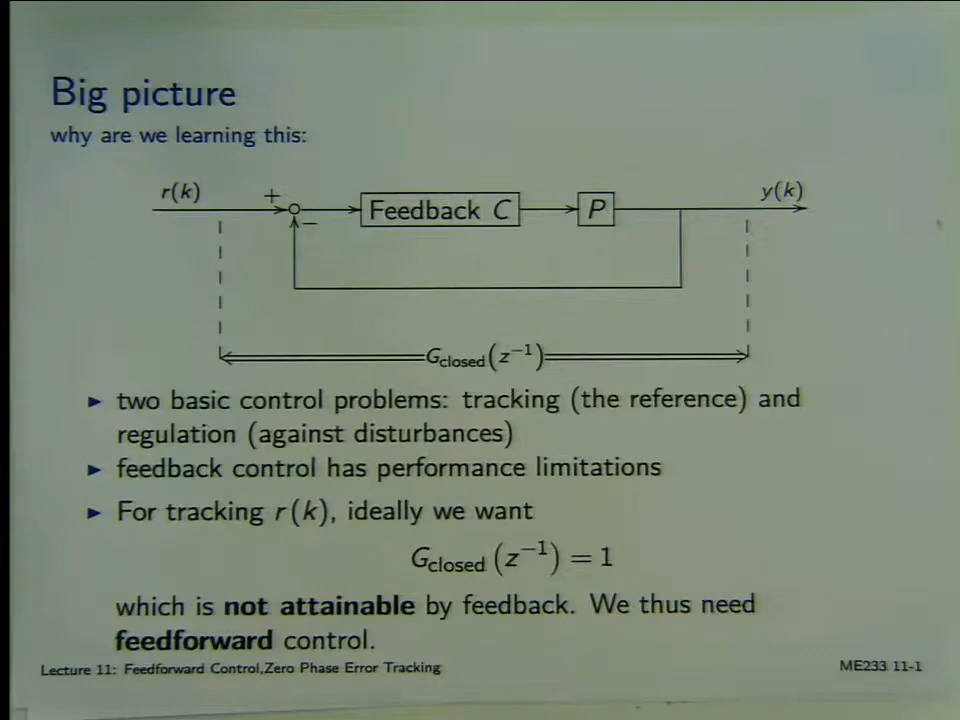 Big picture
why are we learning this:
r(k) + − Feedback C P y(k)
G_closed(z⁻¹)
▶ two basic control problems: tracking (the reference) and
regulation (against disturbances)
▶ feedback control has performance limitations
▶ For tracking r(k), ideally we want
G_closed(z⁻¹) = 1
which is not attainable by feedback. We thus need
feedforward control.
Lecture 11: Feedforward Control,Zero Phase Error Tracking
ME233 11-1